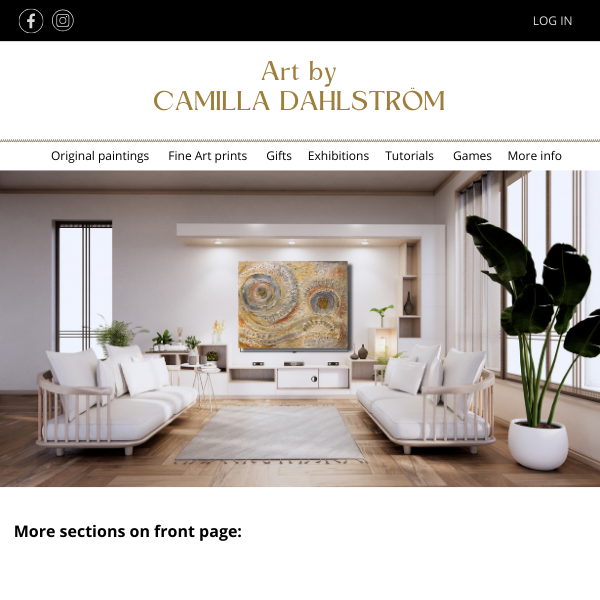 LOG IN
Art by
CAMILLA DAHLSTRÖM
Original paintings Fine Art prints Gifts Exhibitions Tutorials Games More info
More sections on front page: